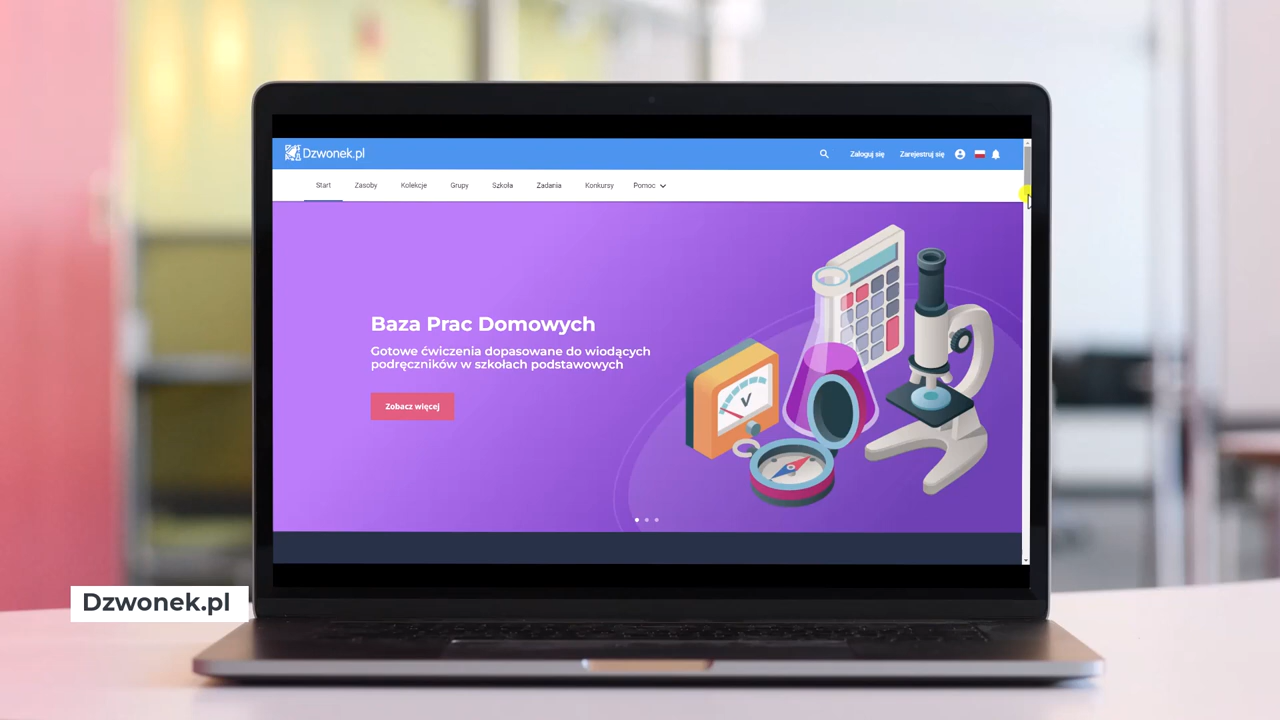 Dzwonek.pl
Zaloguj się
Zarejestruj się
Start
Zasoby
Kolekcje
Grupy
Szkoła
Zadania
Konkursy
Pomoc
Baza Prac Domowych
Gotowe ćwiczenia dopasowane do wiodących
podręczników w szkołach podstawowych
Zobacz więcej
V
Dzwonek.pl